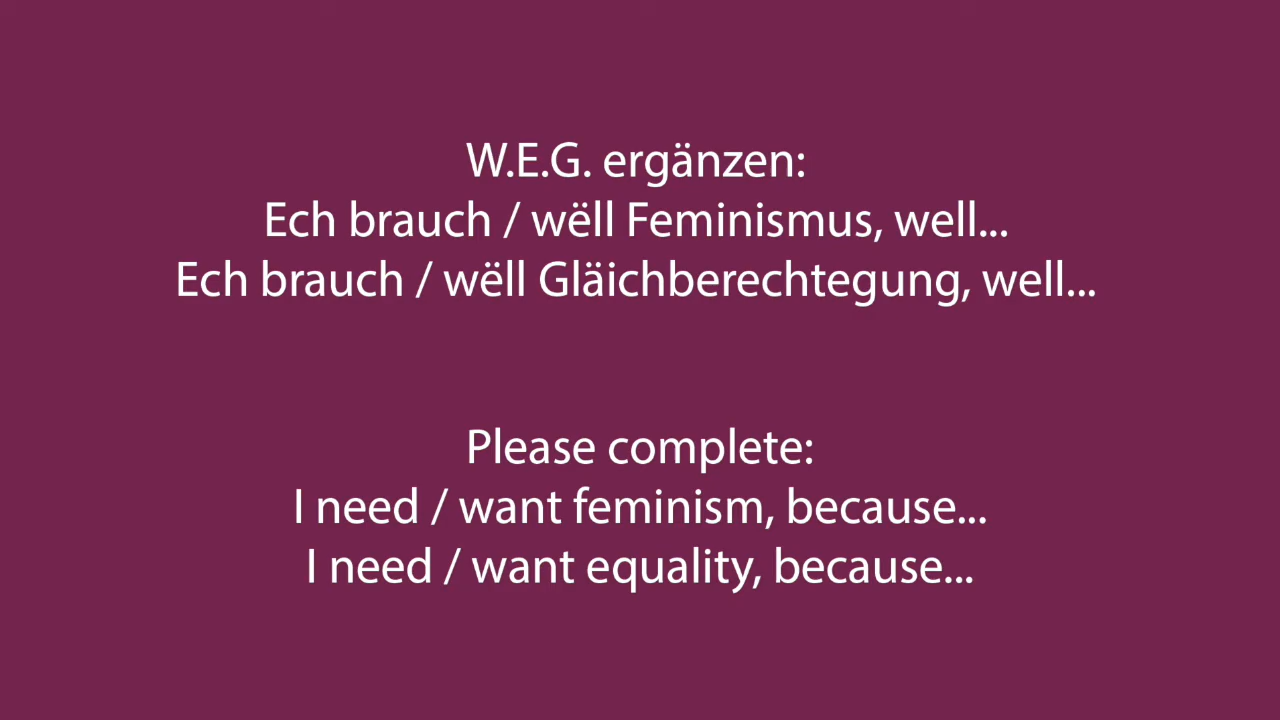 W.E.G. ergänzen:
Ech brauch / wëll Feminismus, well...
Ech brauch / wëll Gläichberechtegung, well...
Please complete:
I need / want feminism, because...
I need / want equality, because...